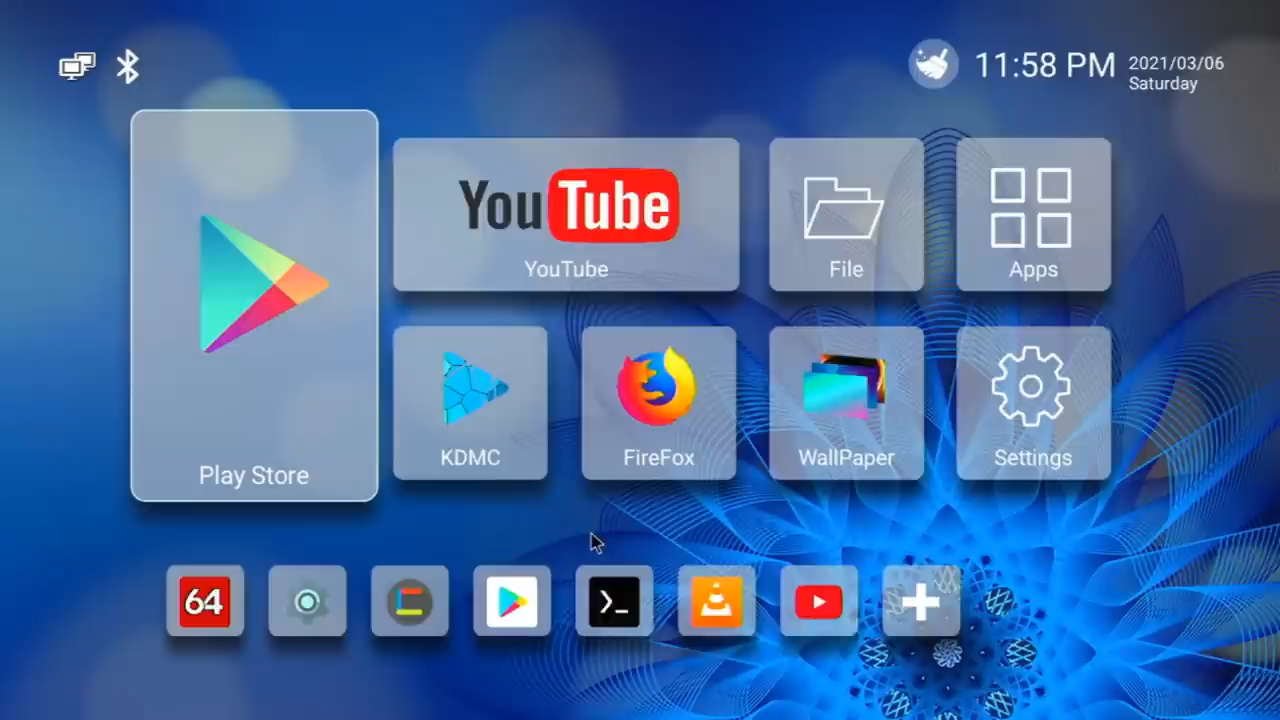 11:58 PM
2021/03/06
Saturday
YouTube
YouTube
File
Apps
Play Store
KDMC
FireFox
WallPaper
Settings
64
>_